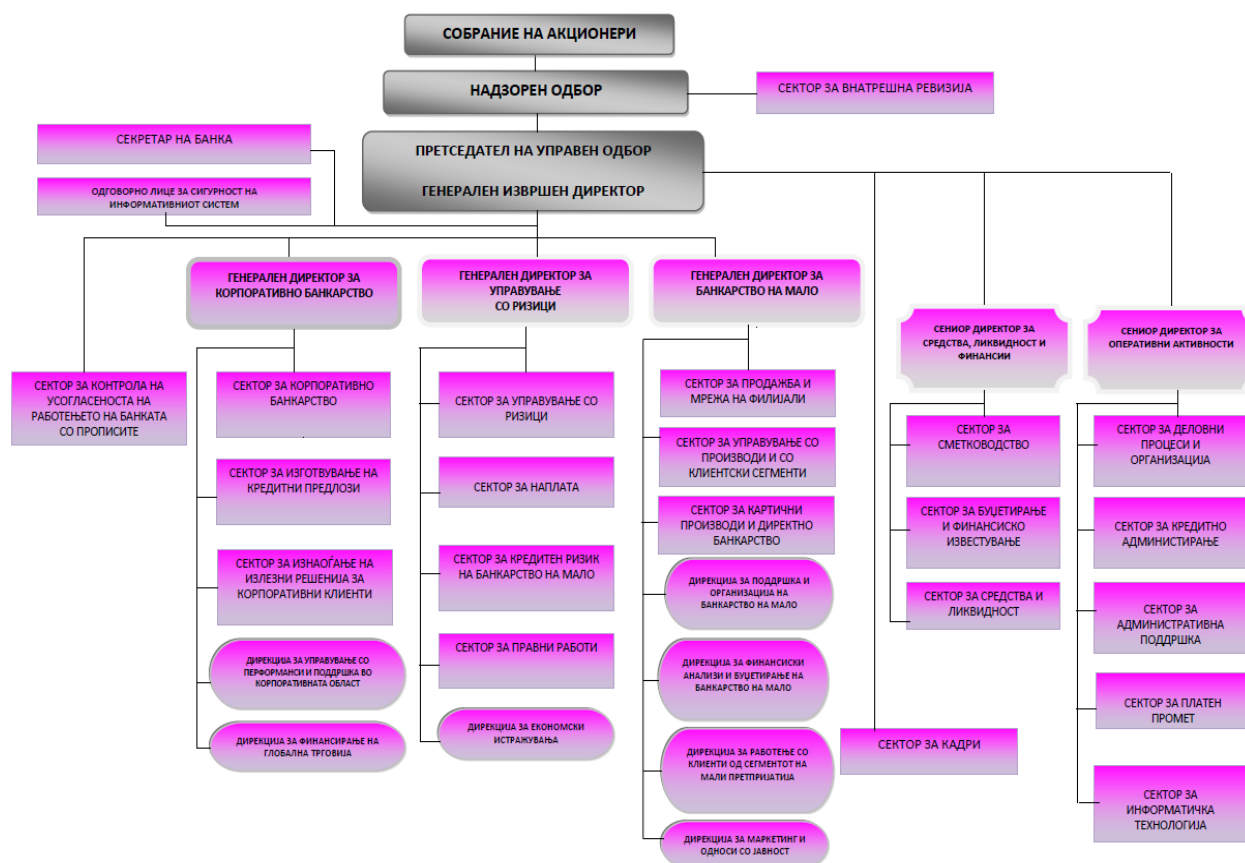 СОБРАНИЕ НА АКЦИОНЕРИ
НАДЗОРЕН ОДБОР
СЕКТОР ЗА ВНАТРЕШНА РЕВИЗИЈА
СЕКРЕТАР НА БАНКА
ПРЕТСЕДАТЕЛ НА УПРАВЕН ОДБОР
ГЕНЕРАЛЕН ИЗВРШЕН ДИРЕКТОР
ОДГОВОРНО ЛИЦЕ ЗА СИГУРНОСТ НА
ИНФОРМАТИВНИОТ СИСТЕМ
ГЕНЕРАЛЕН ДИРЕКТОР ЗА
КОРПОРАТИВНО БАНКАРСТВО
ГЕНЕРАЛЕН ДИРЕКТОР ЗА
УПРАВУВАЊЕ
СО РИЗИЦИ
ГЕНЕРАЛЕН ДИРЕКТОР ЗА
БАНКАРСТВО НА МАЛО
СЕНИОР ДИРЕКТОР ЗА
СРЕДСТВА, ЛИКВИДНОСТ И
ФИНАНСИИ
СЕНИОР ДИРЕКТОР ЗА
ОПЕРАТИВНИ АКТИВНОСТИ
СЕКТОР ЗА КОНТРОЛА НА
УСОГЛАСЕНОСТА НА
РАБОТЕЊЕТО НА БАНКАТА
СО ПРОПИСИТЕ
СЕКТОР ЗА КОРПОРАТИВНО
БАНКАРСТВО
СЕКТОР ЗА ИЗГОТВУВАЊЕ НА
КРЕДИТНИ ПРЕДЛОЗИ
СЕКТОР ЗА ИЗНАОЃАЊЕ НА
ИЗЛЕЗНИ РЕШЕНИЈА ЗА
КОРПОРАТИВНИ КЛИЕНТИ
ДИРЕКЦИЈА ЗА УПРАВУВАЊЕ СО
ПЕРФОРМАНСИ И ПОДДРШКА ВО
КОРПОРАТИВНАТА ОБЛАСТ
ДИРЕКЦИЈА ЗА ФИНАНСИРАЊЕ НА
ГЛОБАЛНА ТРГОВИЈА
СЕКТОР ЗА УПРАВУВАЊЕ СО
РИЗИЦИ
СЕКТОР ЗА НАПЛАТА
СЕКТОР ЗА КРЕДИТЕН РИЗИК
НА БАНКАРСТВО НА МАЛО
СЕКТОР ЗА ПРАВНИ РАБОТИ
ДИРЕКЦИЈА ЗА ЕКОНОМСКИ
ИСТРАЖУВАЊА
СЕКТОР ЗА ПРОДАЖБА И
МРЕЖА НА ФИЛИЈАЛИ
СЕКТОР ЗА УПРАВУВАЊЕ СО
ПРОИЗВОДИ И СО
КЛИЕНТСКИ СЕГМЕНТИ
СЕКТОР ЗА КАРТИЧНИ
ПРОИЗВОДИ И ДИРЕКТНО
БАНКАРСТВО
ДИРЕКЦИЈА ЗА ПОДДРШКА И
ОРГАНИЗАЦИЈА НА
БАНКАРСТВО НА МАЛО
ДИРЕКЦИЈА ЗА ФИНАНСИСКИ
АНАЛИЗИ И БУЏЕТИРАЊЕ НА
БАНКАРСТВО НА МАЛО
ДИРЕКЦИЈА ЗА РАБОТЕЊЕ СО
КЛИЕНТИ ОД СЕГМЕНТОТ НА
МАЛИ ПРЕТПРИЈАТИЈА
ДИРЕКЦИЈА ЗА МАРКЕТИНГ И
ОДНОСИ СО ЈАВНОСТ
СЕКТОР ЗА КАДРИ
СЕКТОР ЗА
СМЕТКОВОДСТВО
СЕКТОР ЗА БУЏЕТИРАЊЕ
И ФИНАНСИСКО
ИЗВЕСТУВАЊЕ
СЕКТОР ЗА СРЕДСТВА И
ЛИКВИДНОСТ
СЕКТОР ЗА ДЕЛОВНИ
ПРОЦЕСИ И
ОРГАНИЗАЦИЈА
СЕКТОР ЗА КРЕДИТНО
АДМИНИСТИРАЊЕ
СЕКТОР ЗА
АДМИНИСТРАТИВНА
ПОДДРШКА
СЕКТОР ЗА ПЛАТЕН
ПРОМЕТ
СЕКТОР ЗА
ИНФОРМАТИЧКА
ТЕХНОЛОГИЈА